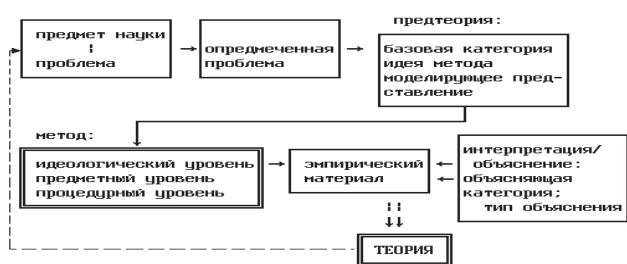 предтеория:
предмет науки
проблема
опредмеченная
проблема
базовая категория
идея метода
моделирующее пред-
ставление
метод:
идеологический уровень
предметный уровень
процедурный уровень
эмпирический
материал
интерпретация/
объяснение:
объясняющая
категория;
тип объяснения
ТЕОРИЯ